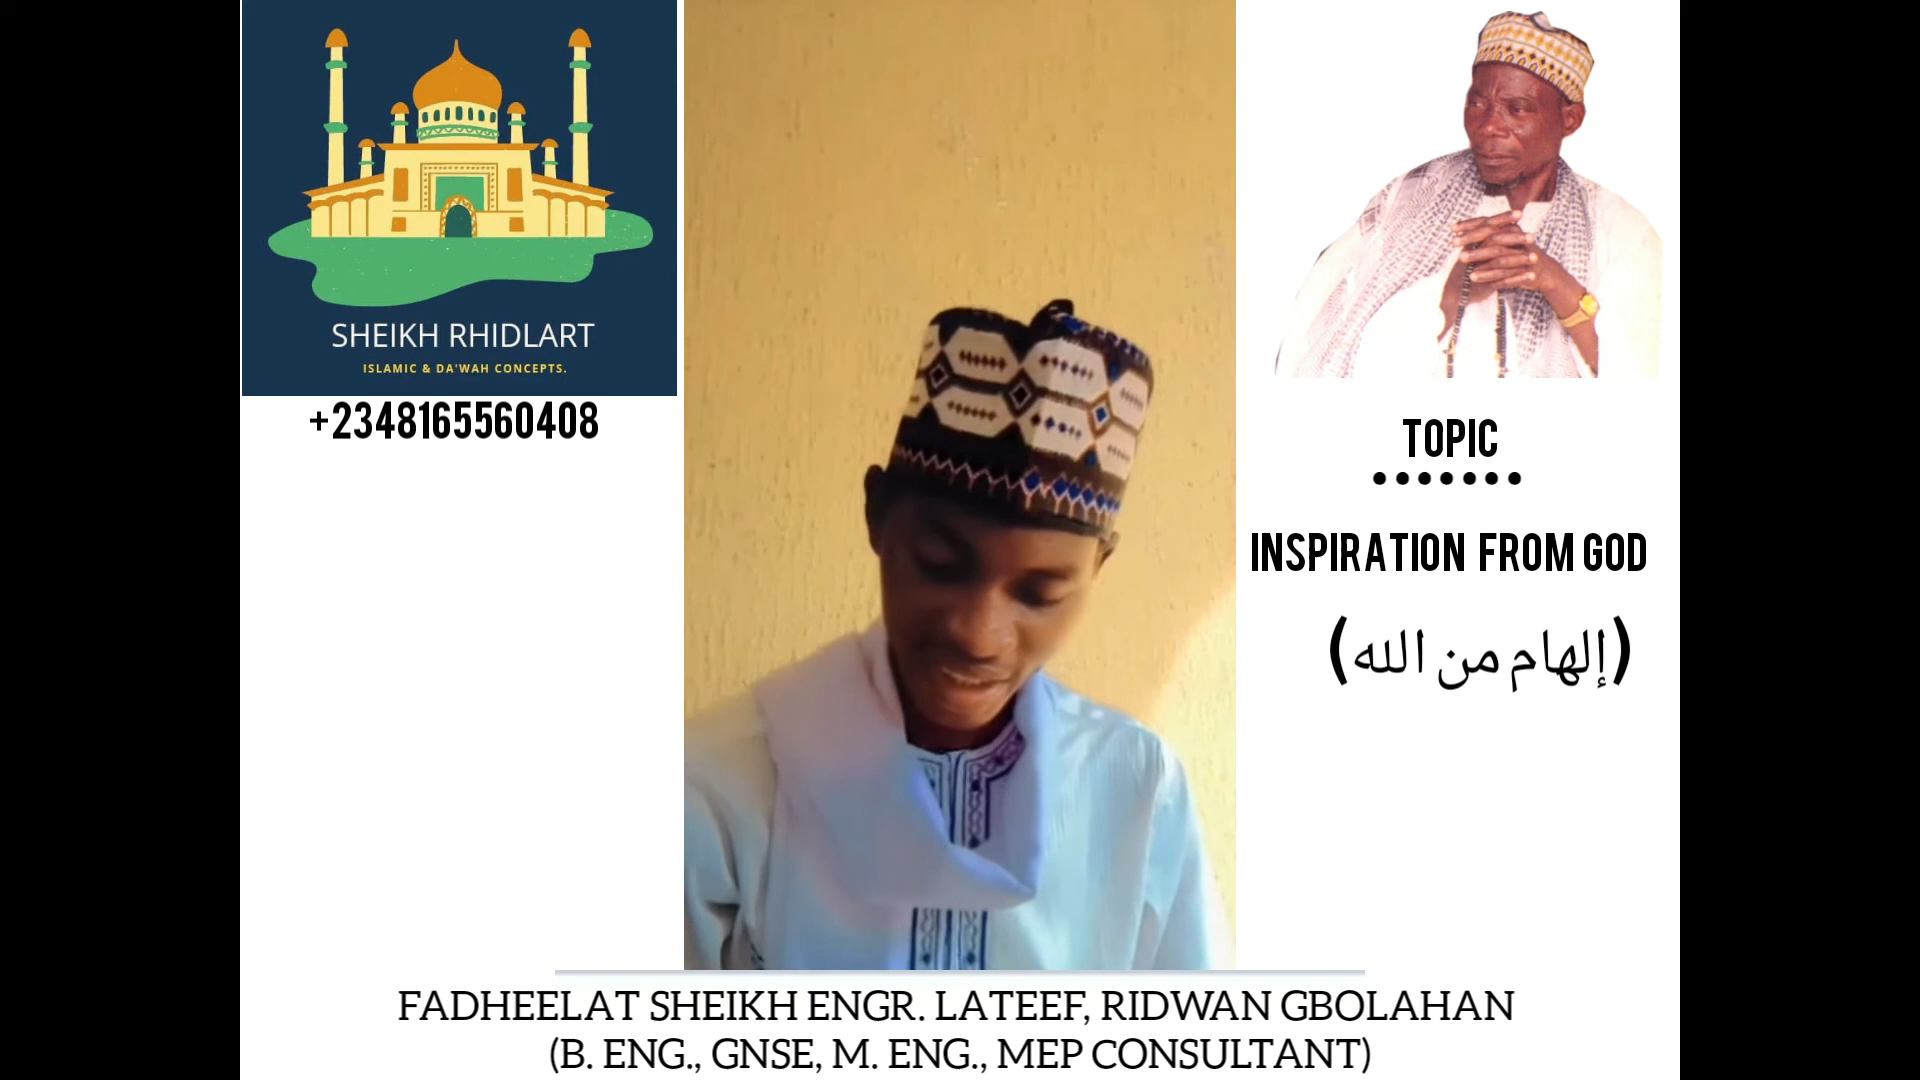 SHEIKH RHIDLART
ISLAMIC & DA'WAH CONCEPTS.
+2348165560408
TOPIC
INSPIRATION FROM GOD
(إلهام من الله)
FADHEELAT SHEIKH ENGR. LATEEF, RIDWAN GBOLAHAN
(B. ENG., GNSE, M. ENG., MEP CONSULTANT)